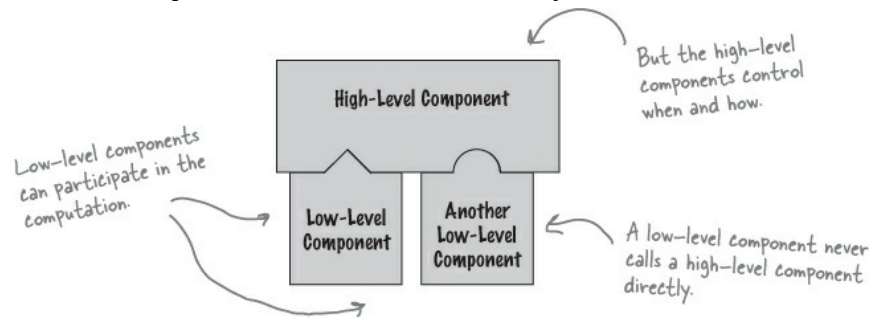 But the high-level
components control
when and how.
High-Level Component
Low-level components
can participate in the
computation.
Low-Level
Component
Another
Low-Level
Component
A low-level component never
calls a high-level component
directly.